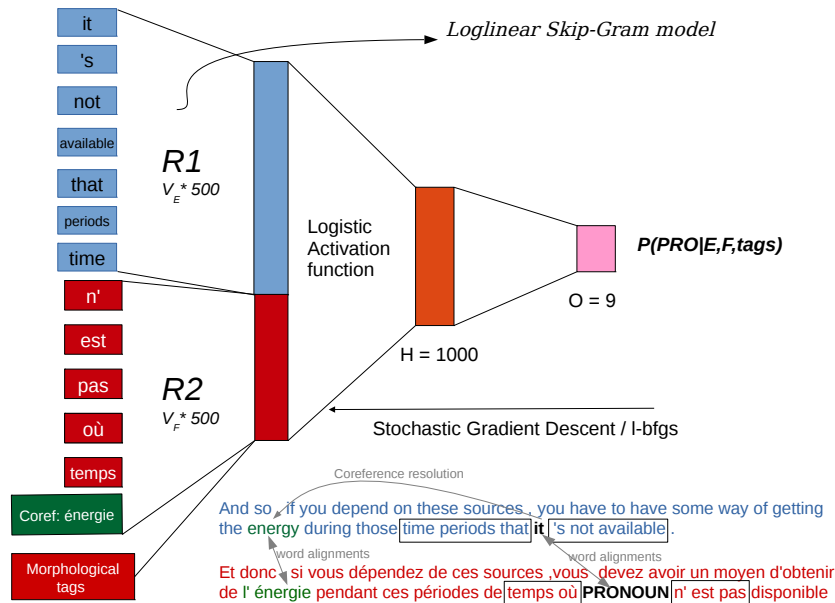 it
's
not
available
that
periods
time
n'
est
pas
où
temps
Coref: énergie
Morphological
tags
Loglinear Skip-Gram model
R1
V_E* 500
R2
V_F* 500
Logistic
Activation
function
H = 1000
P(PRO|E,F,tags)
O = 9
Stochastic Gradient Descent / l-bfgs
Coreference resolution
And so , if you depend on these sources , you have to have some way of getting
the energy during those time periods that it 's not available .
word alignments
word alignments
Et donc , si vous dépendez de ces sources ,vous devez avoir un moyen d'obtenir
de l' énergie pendant ces périodes de temps où PRONOUN n' est pas disponible